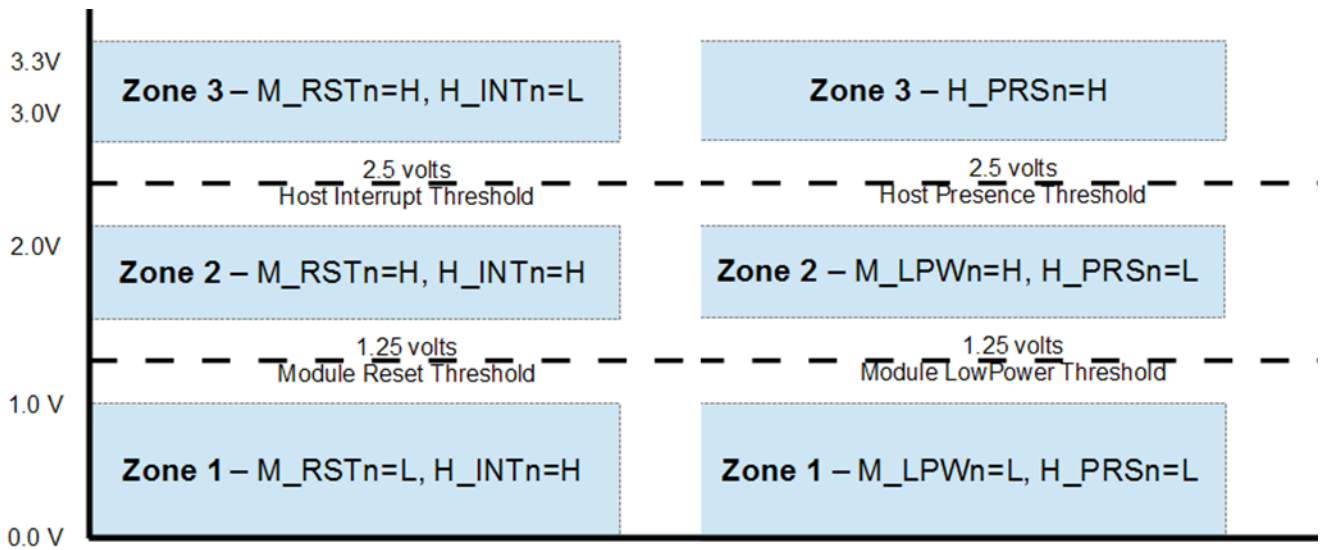 3.3V
Zone 3 – M_RSTn=H, H_INTn=L
Zone 3 – H_PRSn=H
3.0V
2.5 volts
2.5 volts
Host Interrupt Threshold
Host Presence Threshold
2.0V
Zone 2 – M_RSTn=H, H_INTn=H
Zone 2 – M_LPWn=H, H_PRSn=L
1.25 volts
1.25 volts
Module Reset Threshold
Module LowPower Threshold
1.0 V
Zone 1 – M_RSTn=L, H_INTn=H
Zone 1 – M_LPWn=L, H_PRSn=L
0.0 V